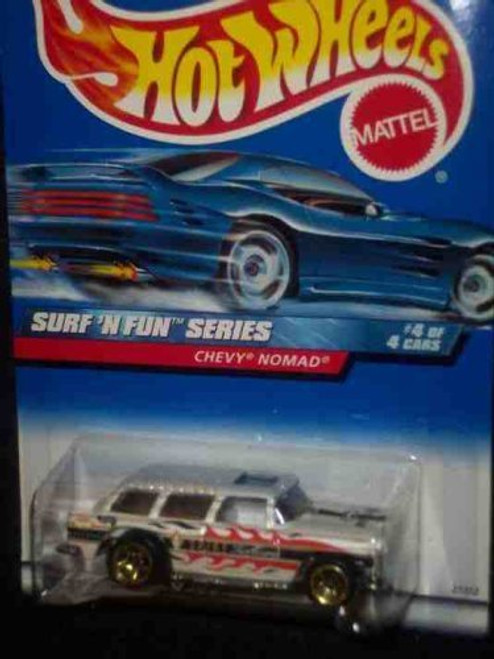 HOT WHEELS
MATTEL
®
SURF 'N FUN™ SERIES
#4 OF
4 CARS
CHEVY® NOMAD®